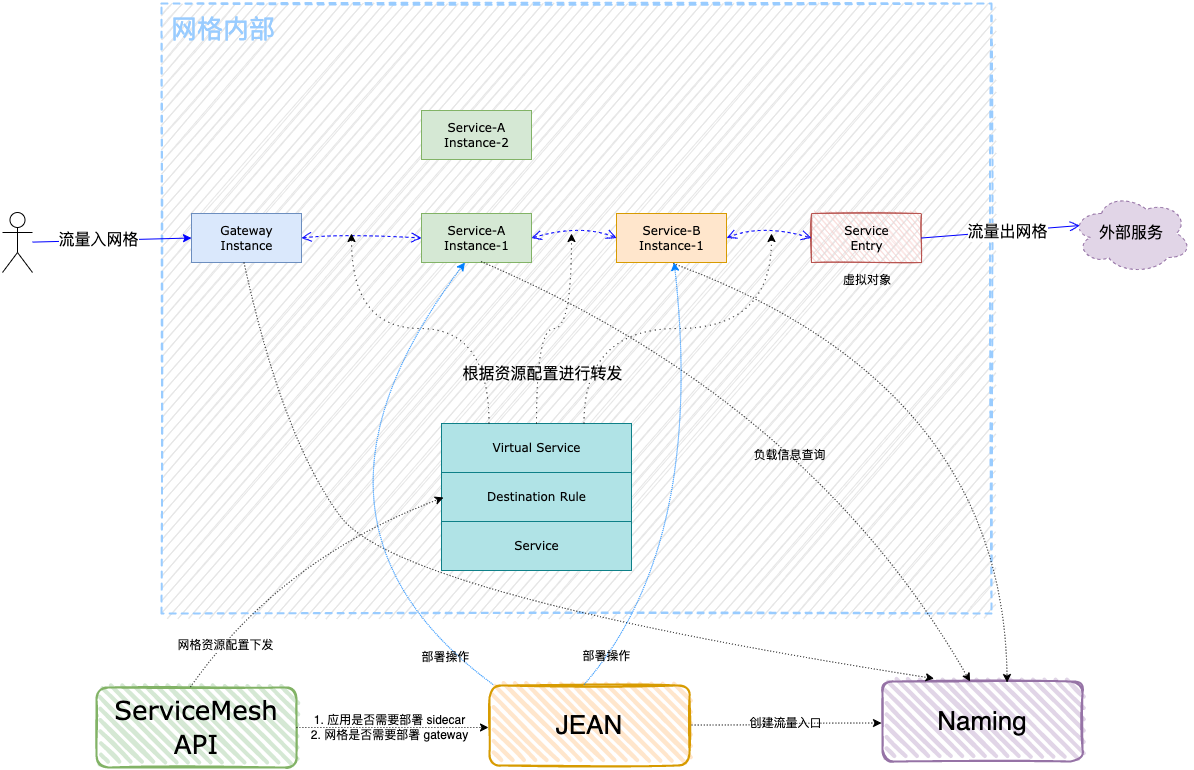 网格内部
Service-A
Instance-2
流量入网格
Gateway
Instance
Service-A
Instance-1
Service-B
Instance-1
Service
Entry
流量出网格
外部服务
虚拟对象
根据资源配置进行转发
Virtual Service
Destination Rule
Service
负载信息查询
网格资源配置下发
部署操作
部署操作
ServiceMesh
API
1. 应用是否需要部署 sidecar
2. 网格是否需要部署 gateway
JEAN
创建流量入口
Naming